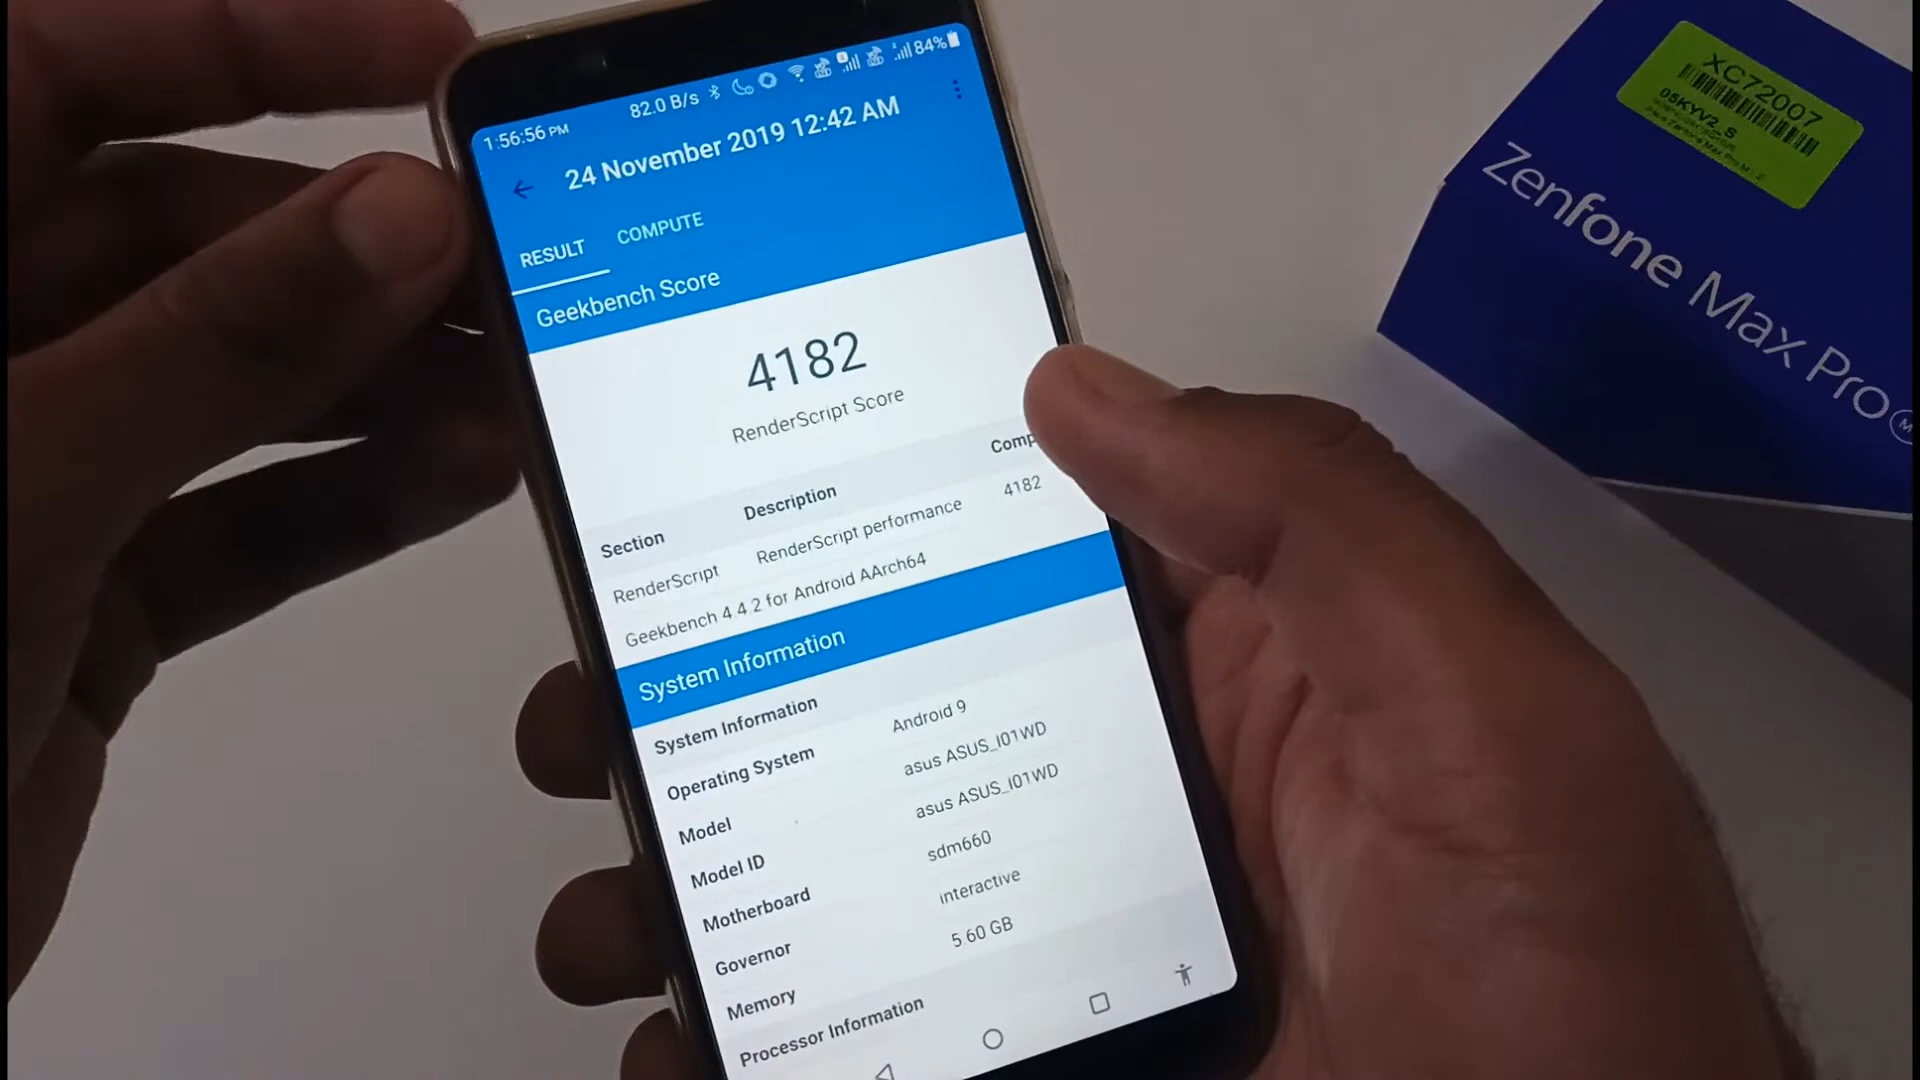 1:56:56 PM 82.0 B/s 84%
24 November 2019 12:42 AM
RESULT COMPUTE
Geekbench Score
4182
RenderScript Score
Section Description Comp
RenderScript RenderScript performance 4182
Geekbench 4.4.2 for Android AArch64
System Information
System Information
Operating System Android 9
Model asus ASUS_I01WD
Model ID asus ASUS_I01WD
Motherboard sdm660
Governor interactive
Memory 5.60 GB
Processor Information
XC72007
05KYV2_S
Zenfone Max Pro M